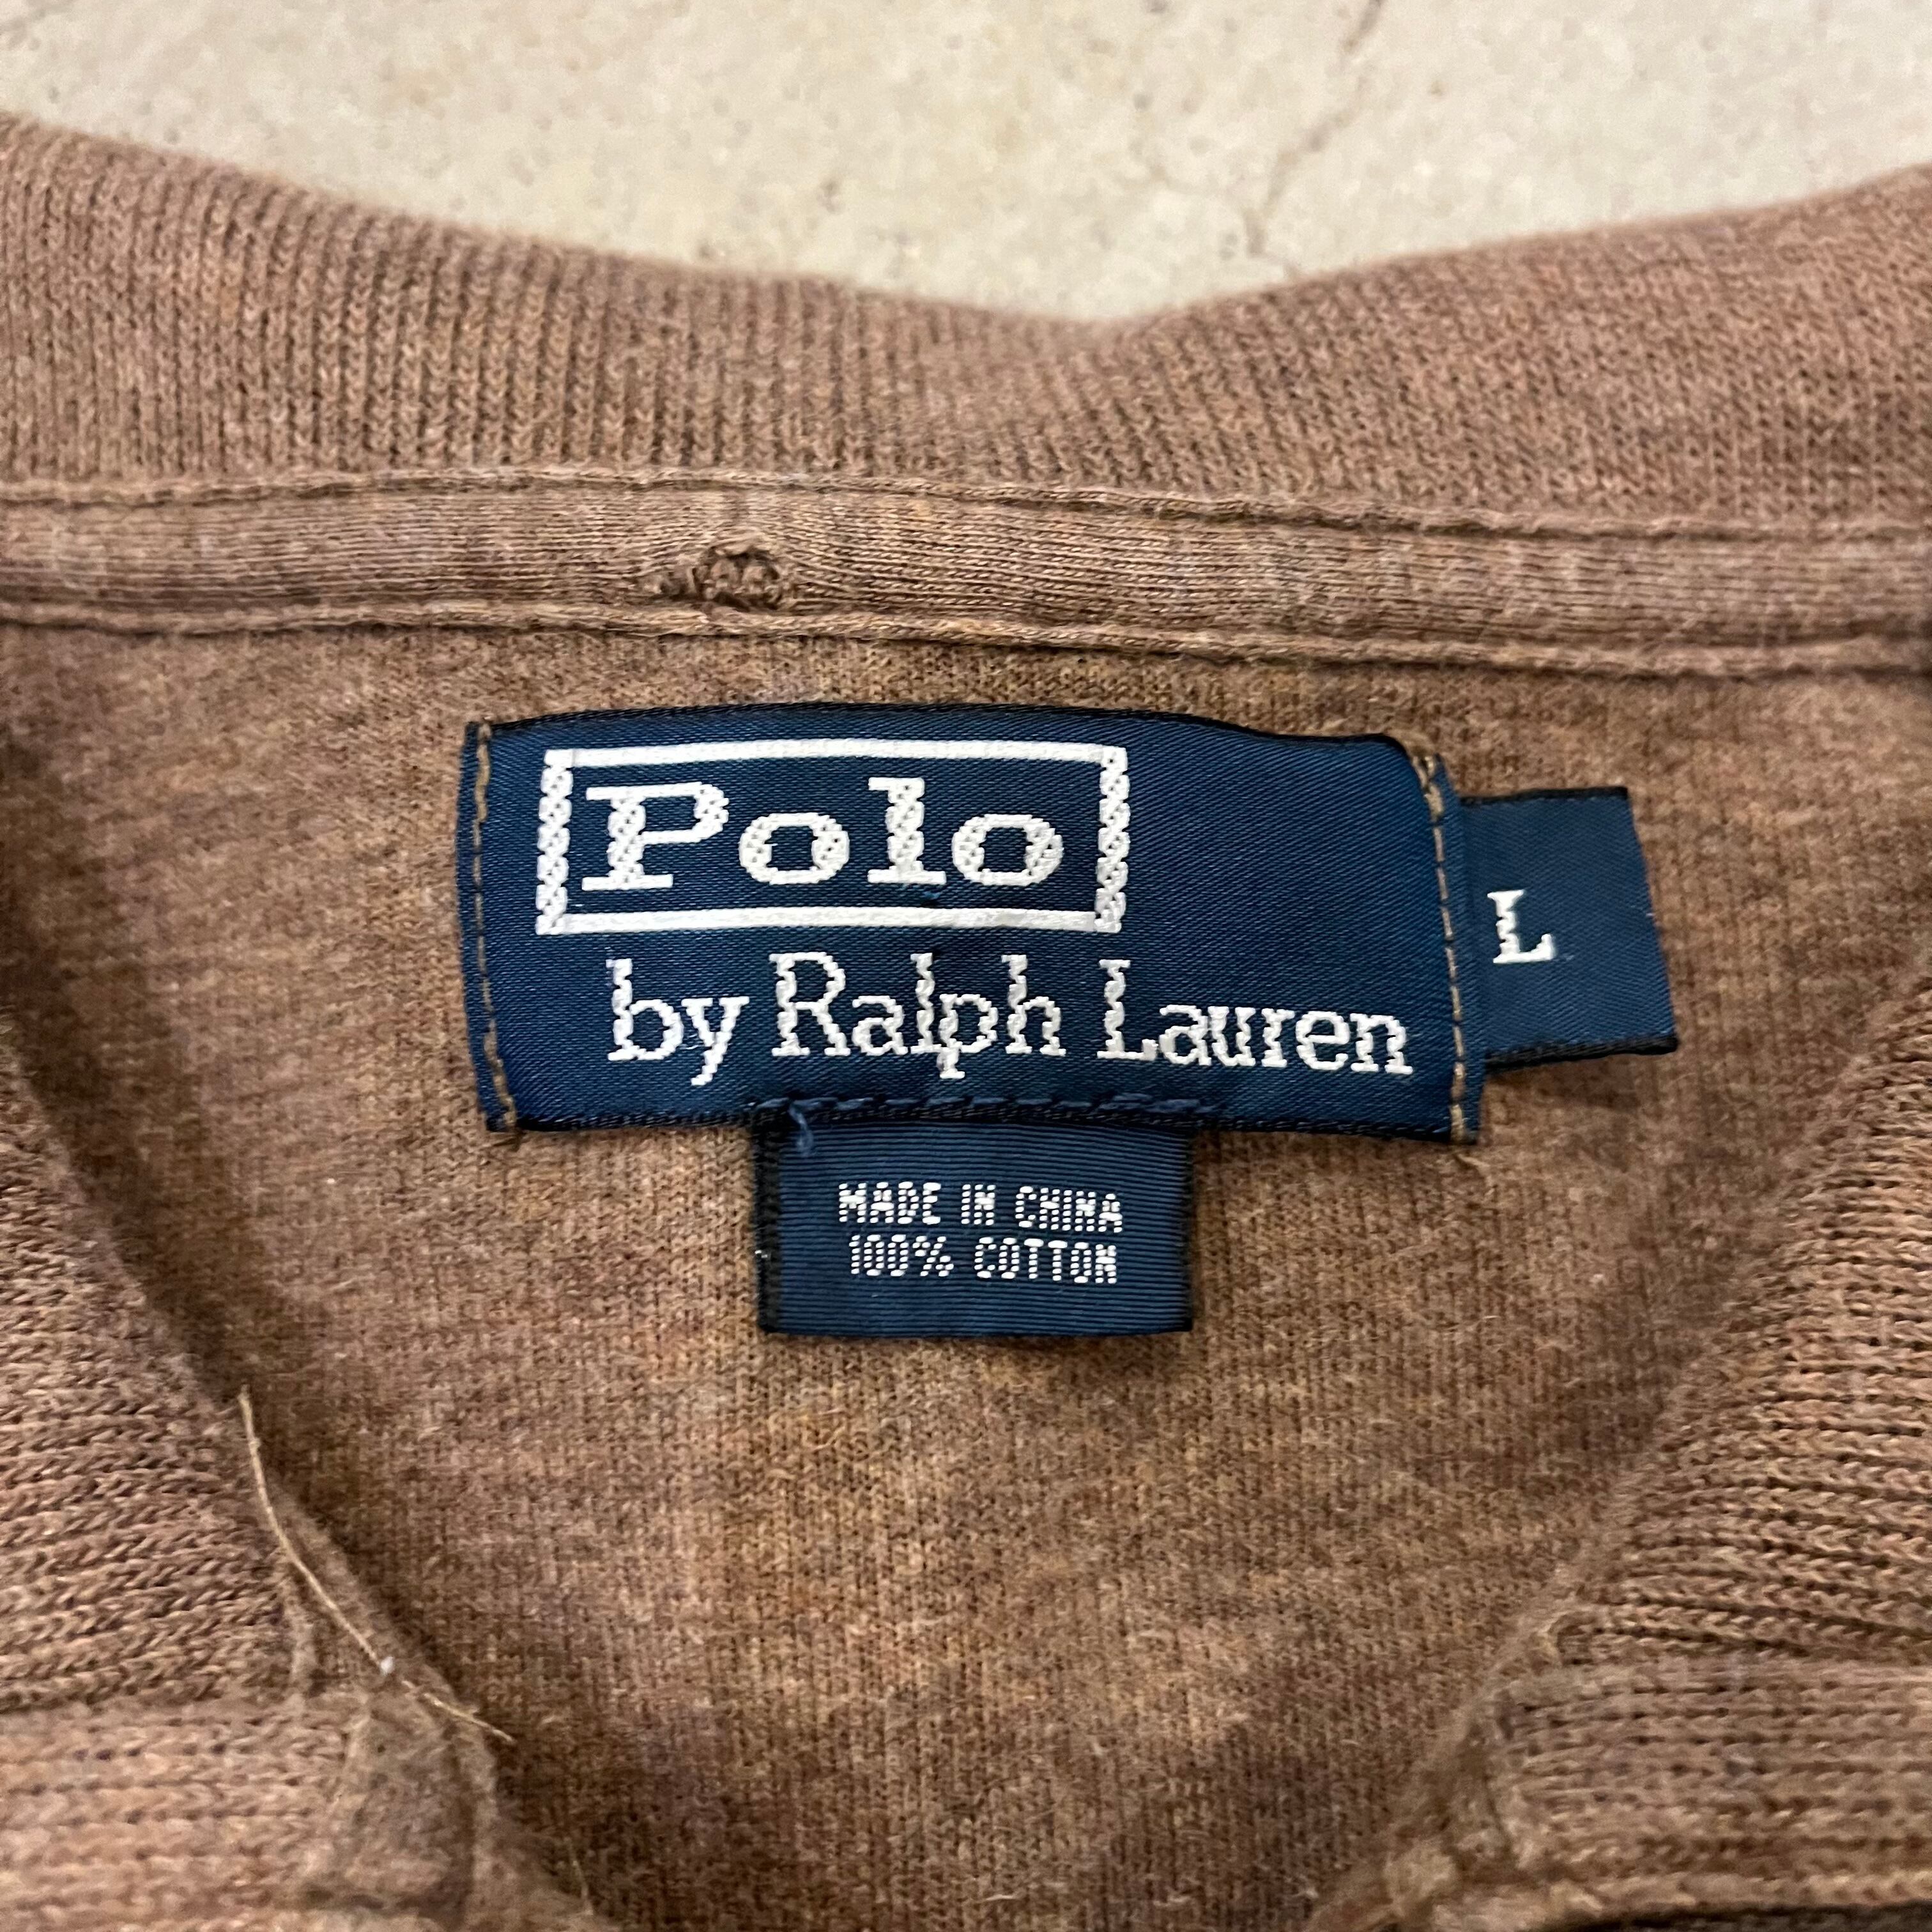 Polo
by Ralph Lauren
L
MADE IN CHINA
100% COTTON